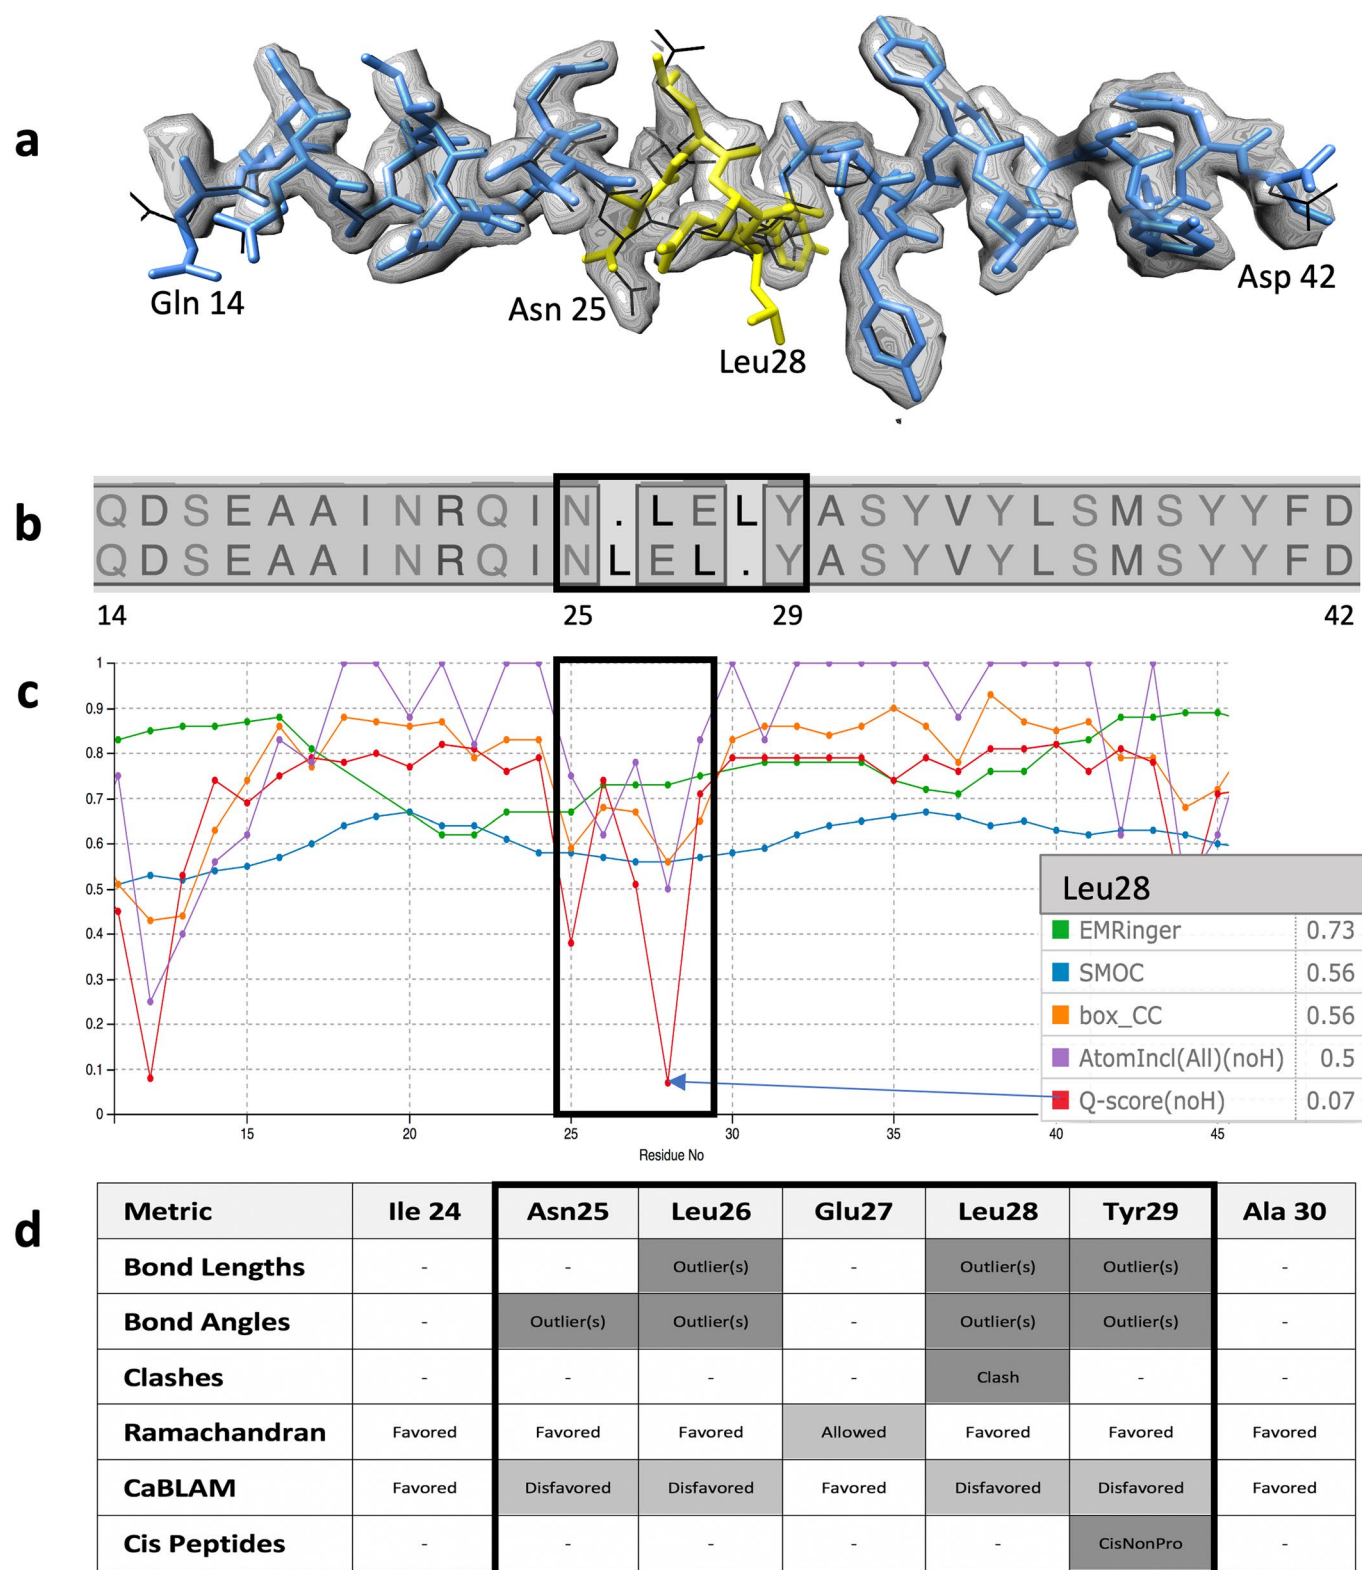 a
Gln 14
Asn 25
Leu28
Asp 42
b
Q D S E A A I N R Q I N . L E L Y A S Y V Y L S M S Y Y F D
Q D S E A A I N R Q I N L E L . Y A S Y V Y L S M S Y Y F D
14 25 29 42
c
1
0.9
0.8
0.7
0.6
0.5
0.4
0.3
0.2
0.1
0
15 20 25 30 35 40 45
Residue No
Leu28
EMRinger 0.73
SMOC 0.56
box_CC 0.56
AtomIncl(All)(noH) 0.5
Q-score(noH) 0.07
d
Metric Ile 24 Asn25 Leu26 Glu27 Leu28 Tyr29 Ala 30
Bond Lengths - - Outlier(s) - Outlier(s) Outlier(s) -
Bond Angles - Outlier(s) Outlier(s) - Outlier(s) Outlier(s) -
Clashes - - - - Clash - -
Ramachandran Favored Favored Favored Allowed Favored Favored Favored
CaBLAM Favored Disfavored Disfavored Favored Disfavored Disfavored Favored
Cis Peptides - - - - - CisNonPro -